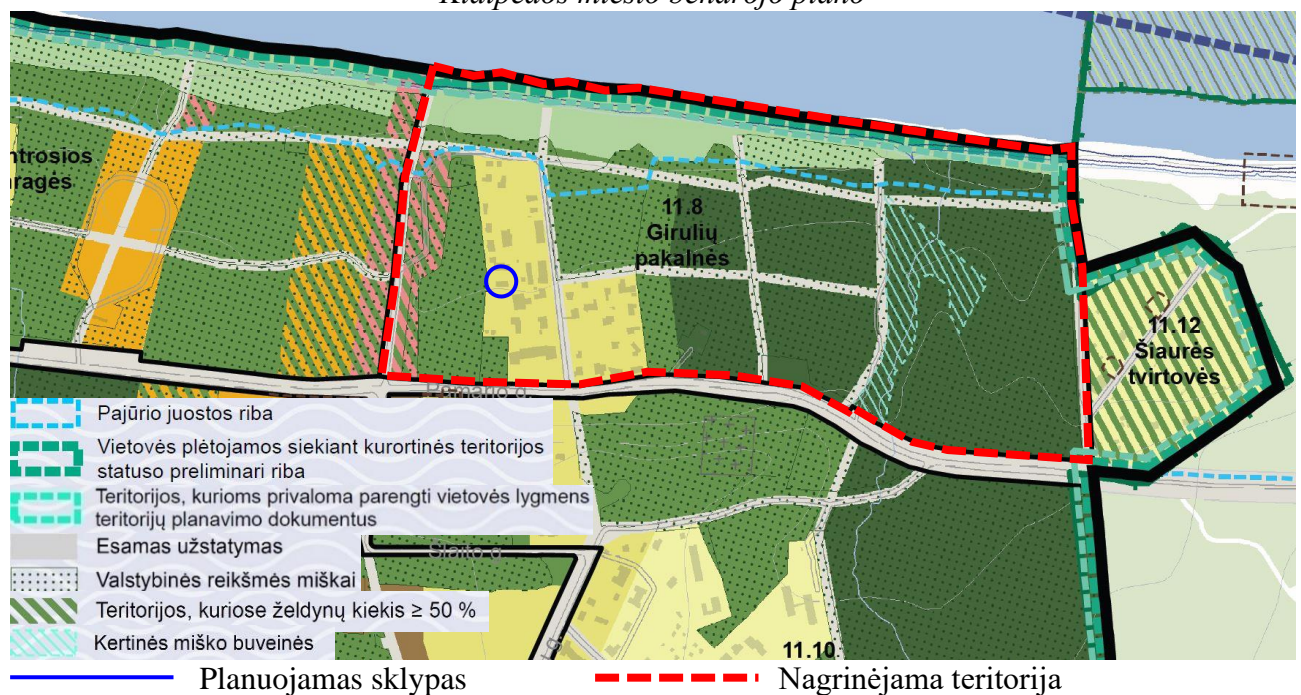 Klaipėdos miesto bendrojo plano
ntrosios
aragės
11.8
Girulių
pakalnės
11.12
Šiaurės
tvirtovės
Pajūrio juostos riba
Vietovės plėtojamos siekiant kurortinės teritorijos
statuso preliminari riba
Teritorijos, kurioms privaloma parengti vietovės lygmens
teritorijų planavimo dokumentus
Esamas užstatymas
Šlaito g.
Valstybinės reikšmės miškai
Teritorijos, kuriose želdynų kiekis ≥ 50 %
Kertinės miško buveinės
11.10
Planuojamas sklypas
Nagrinėjama teritorija